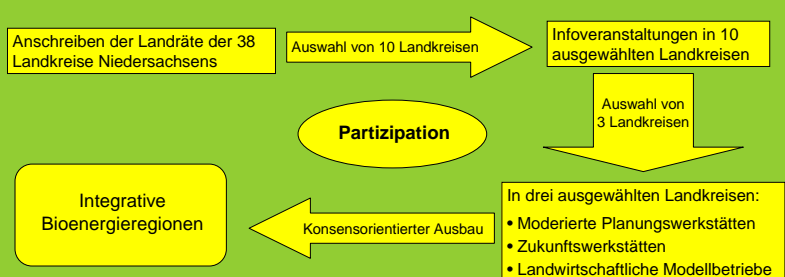 Anschreiben der Landräte der 38
Landkreise Niedersachsens
Auswahl von 10 Landkreisen
Infoveranstaltungen in 10
ausgewählten Landkreisen
Auswahl von
3 Landkreisen
Partizipation
In drei ausgewählten Landkreisen:
• Moderierte Planungswerkstätten
• Zukunftswerkstätten
• Landwirtschaftliche Modellbetriebe
Konsensorientierter Ausbau
Integrative
Bioenergieregionen